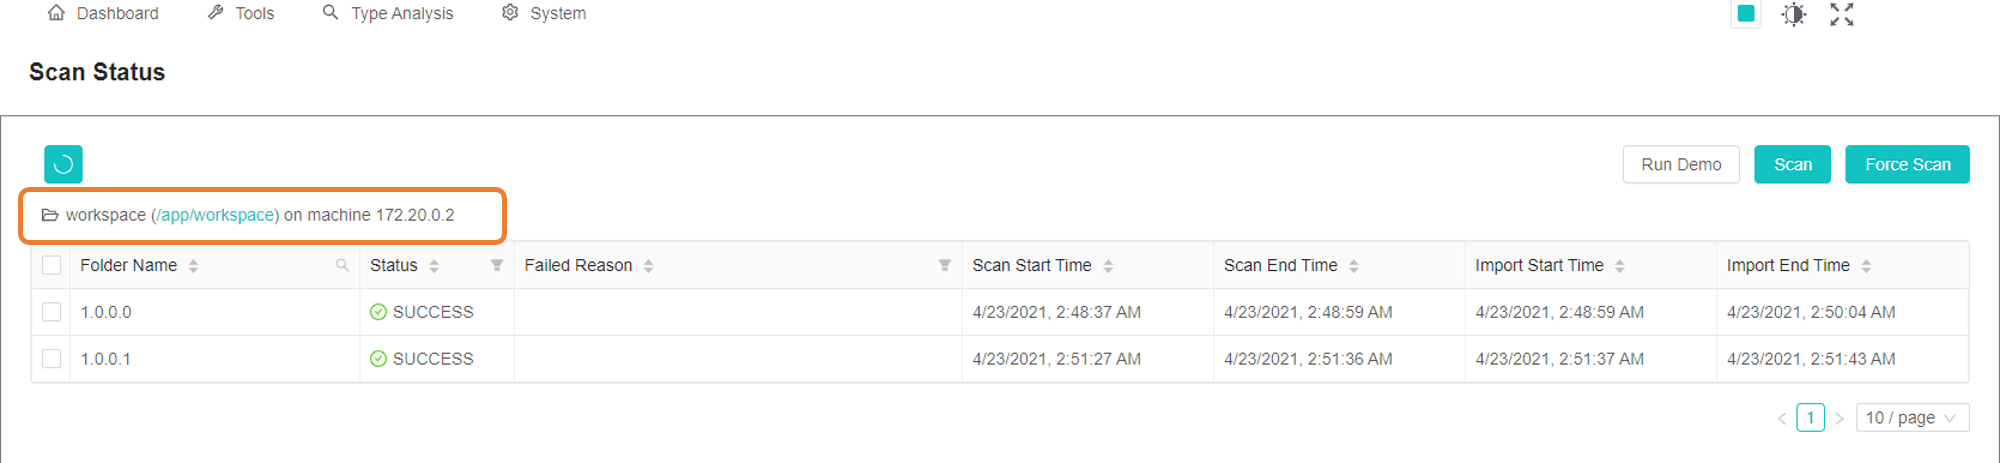 Dashboard Tools Type Analysis System
Scan Status
Run Demo Scan Force Scan
workspace (/app/workspace) on machine 172.20.0.2
Folder Name Status Failed Reason Scan Start Time Scan End Time Import Start Time Import End Time
1.0.0.0 SUCCESS 4/23/2021, 2:48:37 AM 4/23/2021, 2:48:59 AM 4/23/2021, 2:48:59 AM 4/23/2021, 2:50:04 AM
1.0.0.1 SUCCESS 4/23/2021, 2:51:27 AM 4/23/2021, 2:51:36 AM 4/23/2021, 2:51:37 AM 4/23/2021, 2:51:43 AM
< 1 > 10 / page